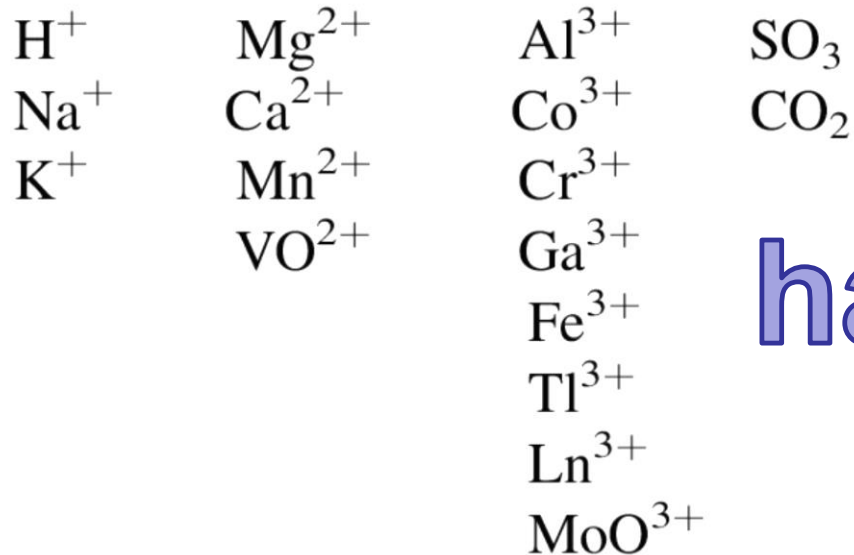 H⁺ Mg²⁺ Al³⁺ SO₃
Na⁺ Ca²⁺ Co³⁺ CO₂
K⁺ Mn²⁺ Cr³⁺
VO²⁺ Ga³⁺
Fe³⁺
Tl³⁺
Ln³⁺
MoO³⁺